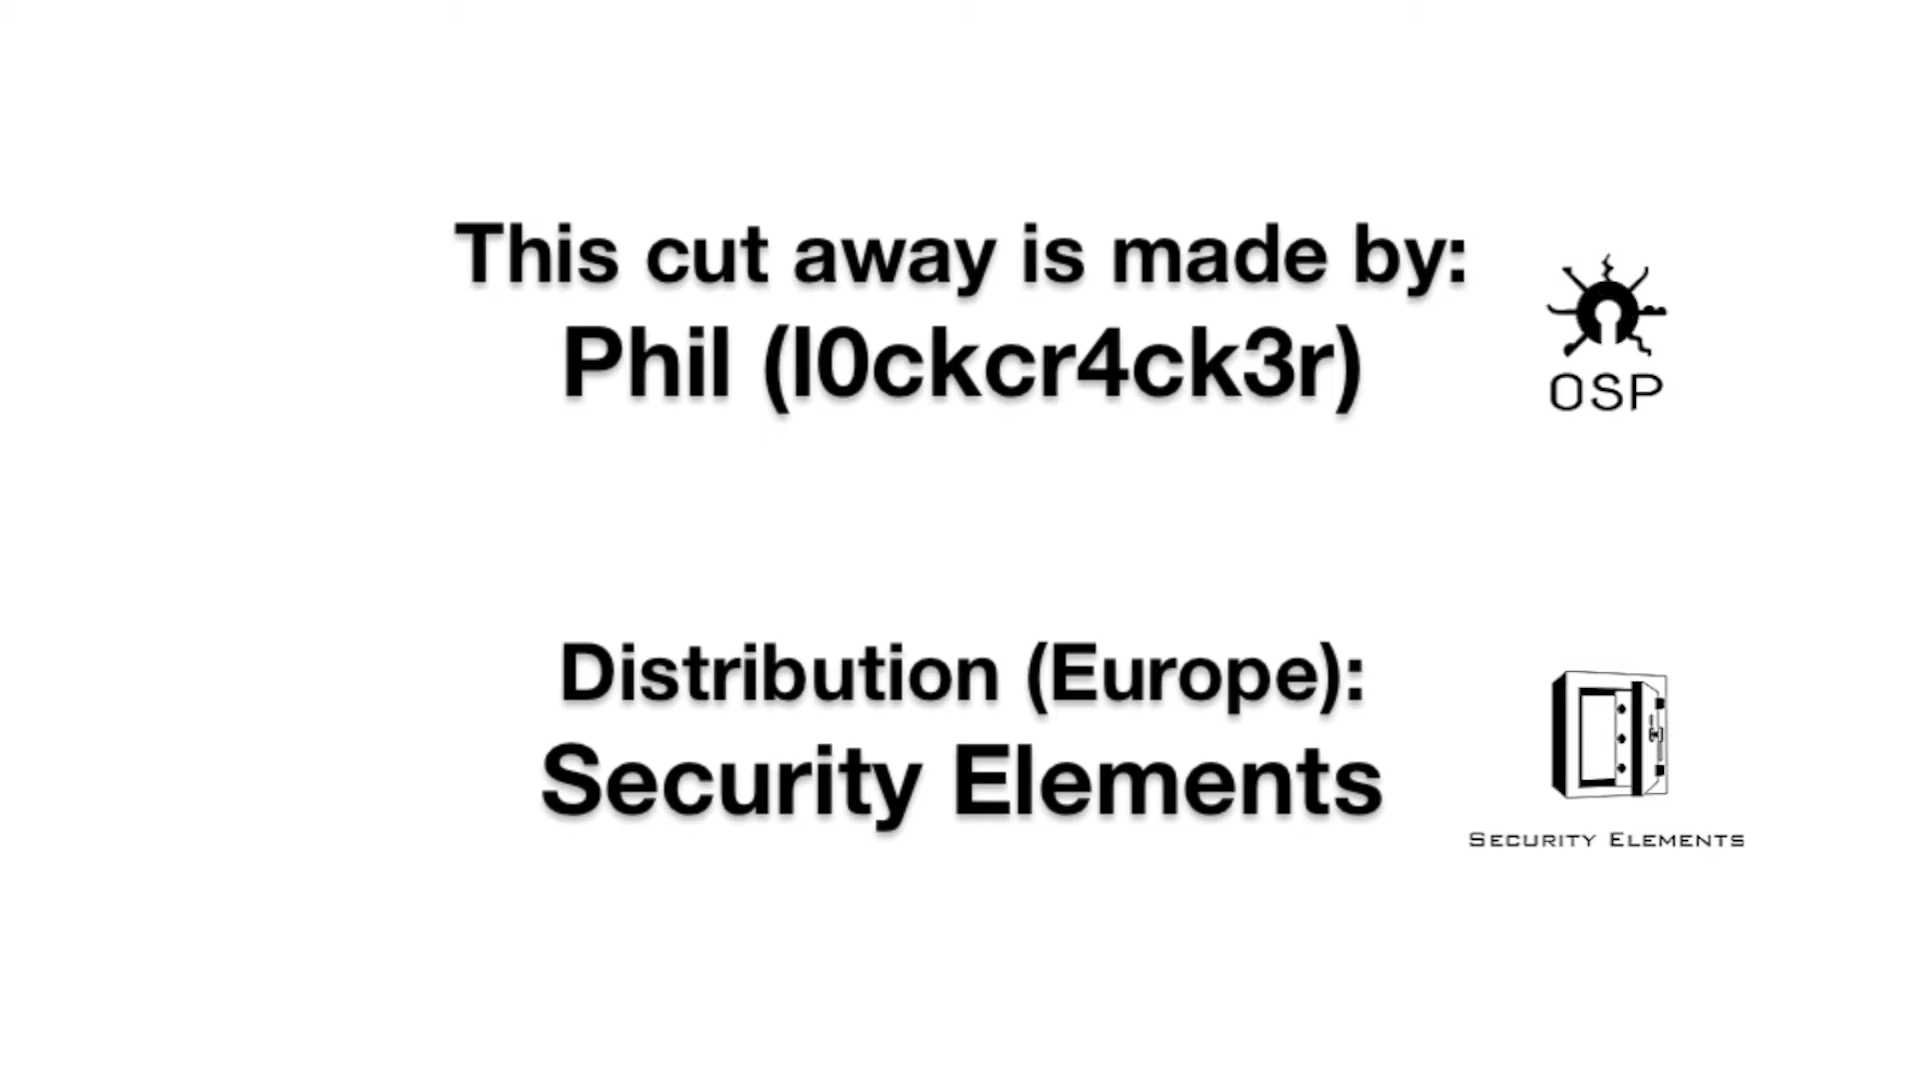 This cut away is made by:
Phil (l0ckcr4ck3r)
OSP
Distribution (Europe):
Security Elements
SECURITY ELEMENTS